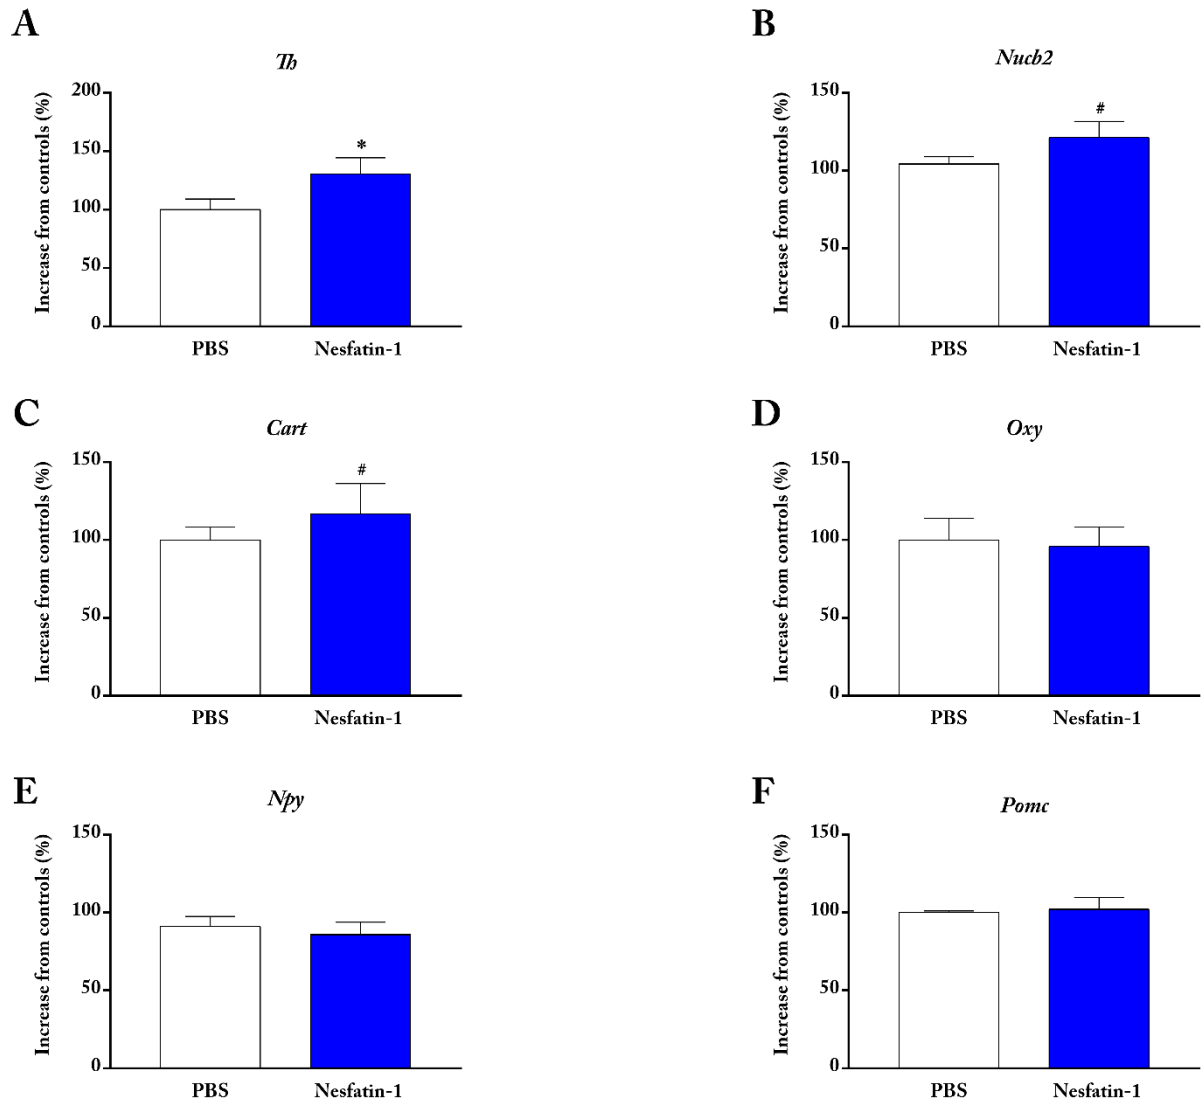 A
Th
Increase from controls (%)
200
150
100
50
0
*
PBS
Nesfatin-1
B
Nucb2
Increase from controls (%)
150
100
50
0
#
PBS
Nesfatin-1
C
Cart
Increase from controls (%)
150
100
50
0
#
PBS
Nesfatin-1
D
Oxy
Increase from controls (%)
150
100
50
0
PBS
Nesfatin-1
E
Npy
Increase from controls (%)
150
100
50
0
PBS
Nesfatin-1
F
Pomc
Increase from controls (%)
150
100
50
0
PBS
Nesfatin-1